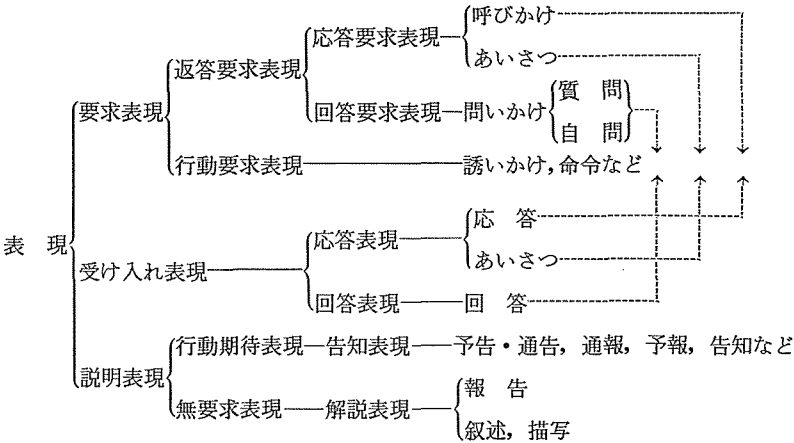 呼びかけ
応答要求表現
あいさつ
返答要求表現
質 問
要求表現
回答要求表現 問いかけ
自 問
行動要求表現 誘いかけ,命令など
応 答
表 現
応答表現
受け入れ表現
あいさつ
回答表現 回 答
行動期待表現 告知表現 予告・通告,通報,予報,告知など
説明表現
報 告
無要求表現 解説表現
叙述,描写